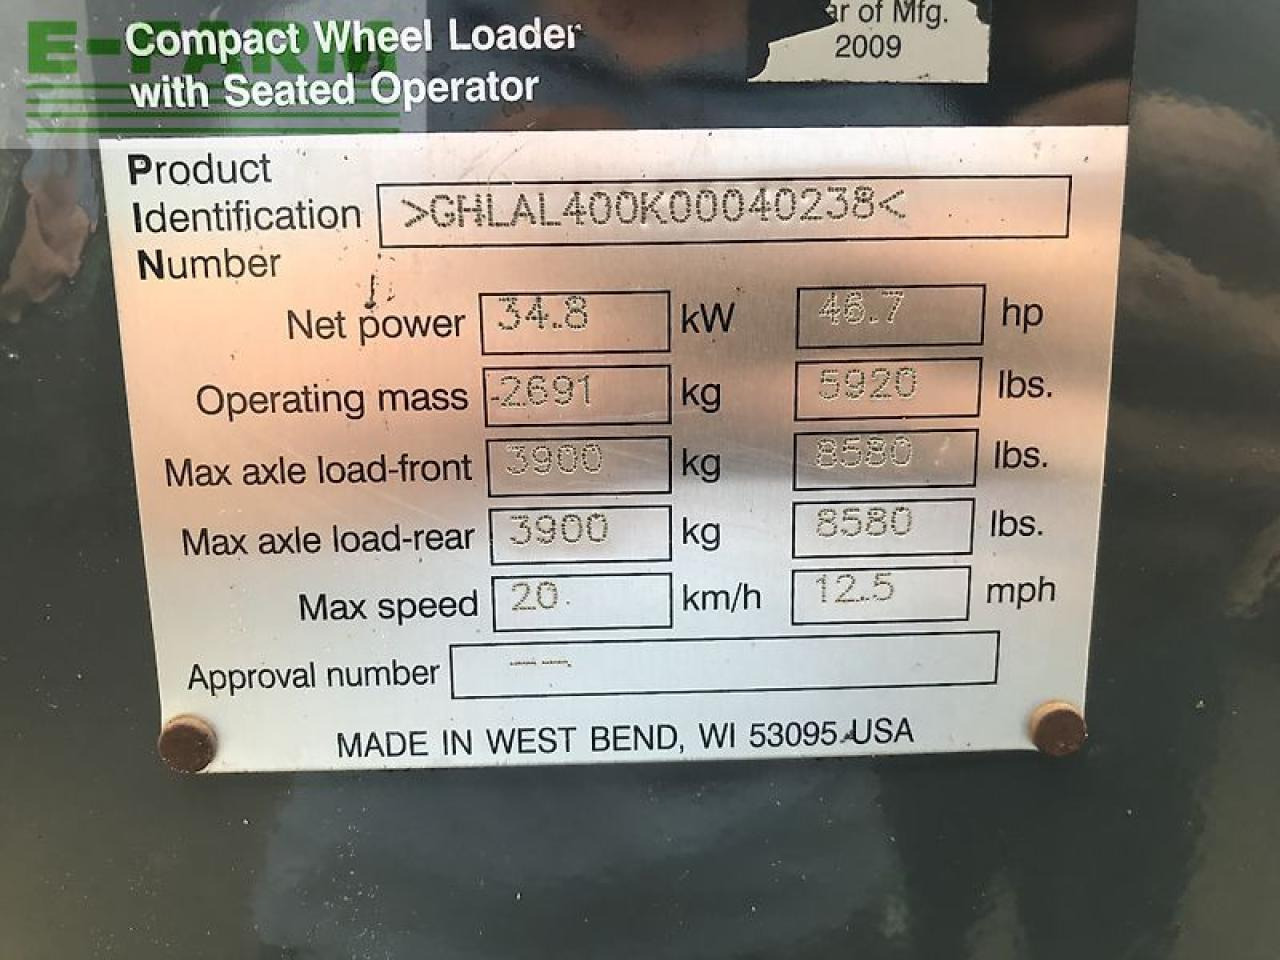 E-FARM
Compact Wheel Loader
with Seated Operator
ar of Mfg.
2009
Product
Identification >GHLAL400K00040238<
Number
Net power 34.8 kW 46.7 hp
Operating mass -2691 kg 5920 lbs.
Max axle load-front 3900 kg 8580 lbs.
Max axle load-rear 3900 kg 8580 lbs.
Max speed 20 km/h 12.5 mph
Approval number -- --
MADE IN WEST BEND, WI 53095 USA